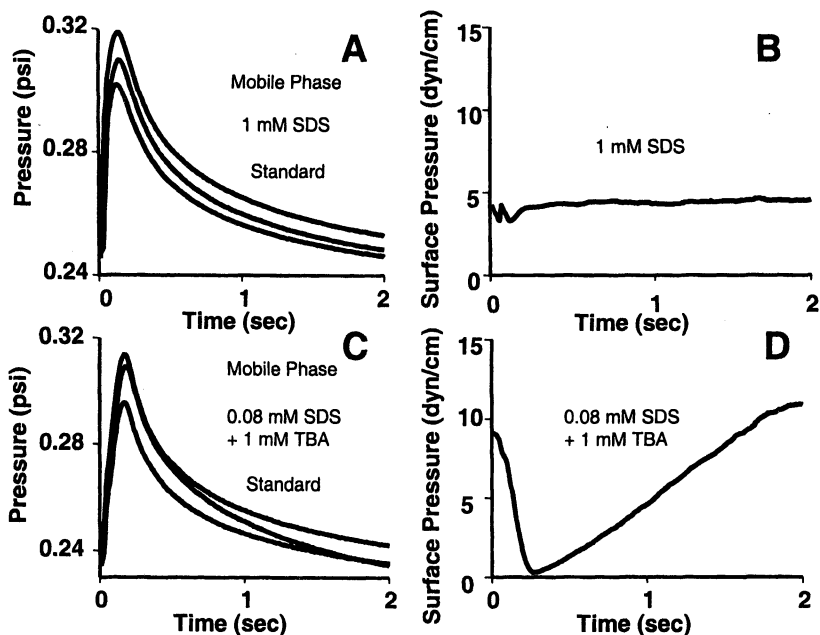 A
Pressure (psi)
0.32
0.28
0.24
Mobile Phase
1 mM SDS
Standard
0
1
2
Time (sec)
B
Surface Pressure (dyn/cm)
15
10
5
0
1 mM SDS
0
1
2
Time (sec)
C
Pressure (psi)
0.32
0.28
0.24
Mobile Phase
0.08 mM SDS
+ 1 mM TBA
Standard
0
1
2
Time (sec)
D
Surface Pressure (dyn/cm)
15
10
5
0
0.08 mM SDS
+ 1 mM TBA
0
1
2
Time (sec)